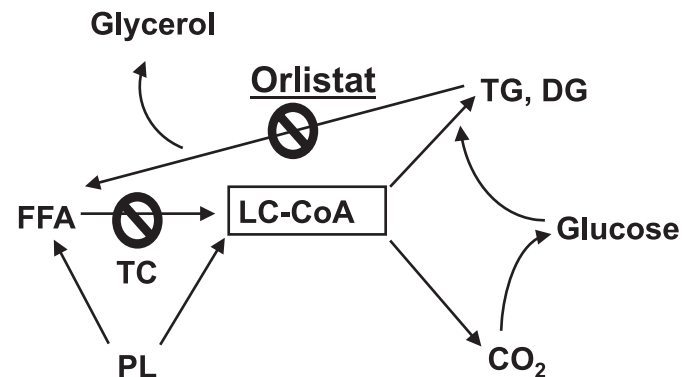 Glycerol
Orlistat
TG, DG
FFA
LC-CoA
Glucose
TC
PL
CO₂